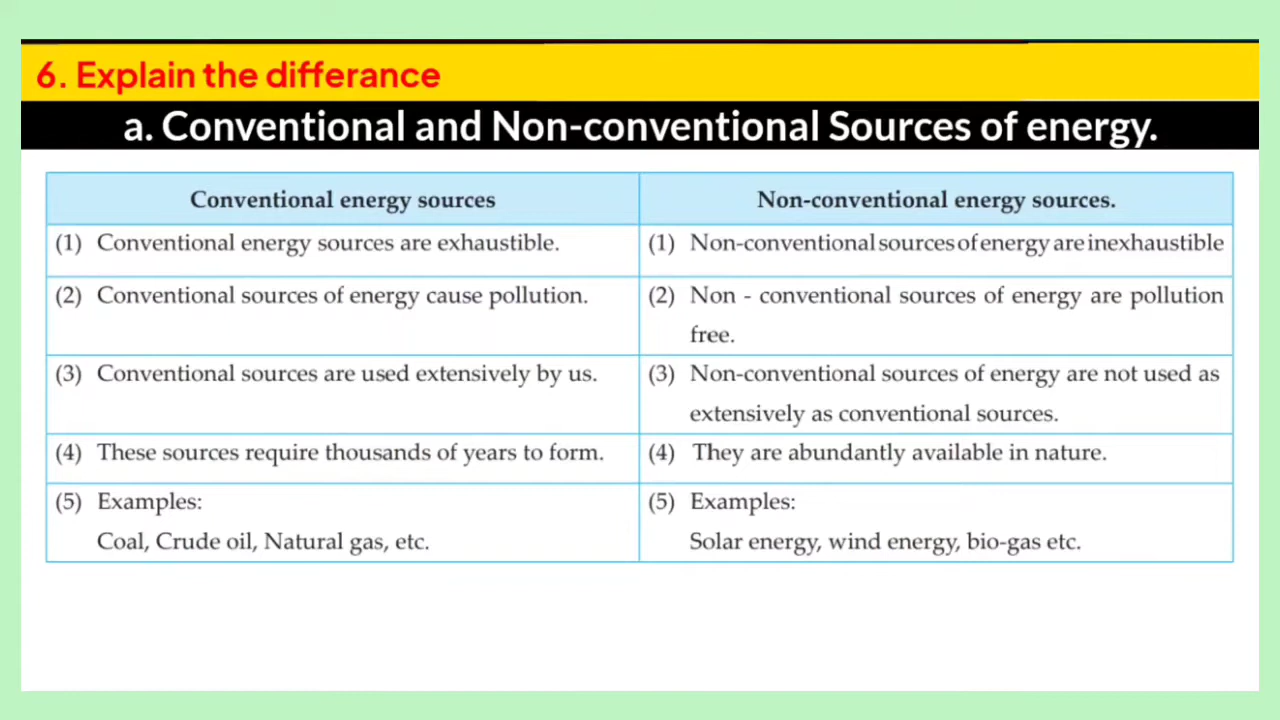 6. Explain the differance
a. Conventional and Non-conventional Sources of energy.
Conventional energy sources
Non-conventional energy sources.
(1) Conventional energy sources are exhaustible.
(1) Non-conventional sources of energy are inexhaustible
(2) Conventional sources of energy cause pollution.
(2) Non - conventional sources of energy are pollution
free.
(3) Conventional sources are used extensively by us.
(3) Non-conventional sources of energy are not used as
extensively as conventional sources.
(4) These sources require thousands of years to form.
(4) They are abundantly available in nature.
(5) Examples:
Coal, Crude oil, Natural gas, etc.
(5) Examples:
Solar energy, wind energy, bio-gas etc.